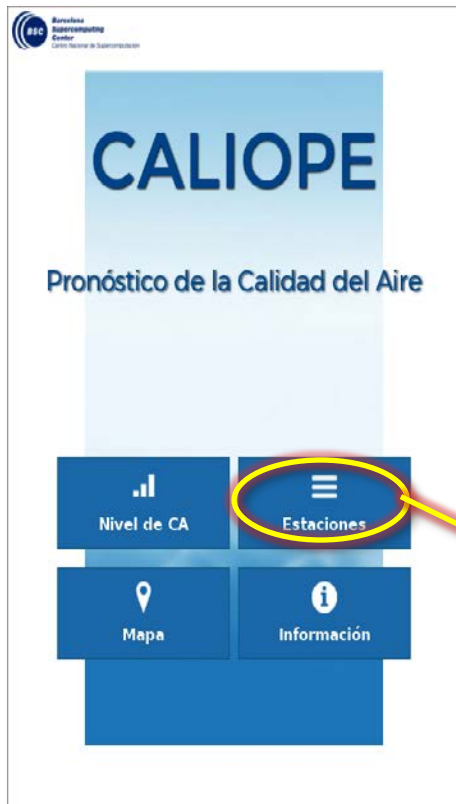 BSC
Barcelona
Supercomputing
Center
Centro Nacional de Supercomputación
CALIOPE
Pronóstico de la Calidad del Aire
Nivel de CA
Estaciones
Mapa
Información